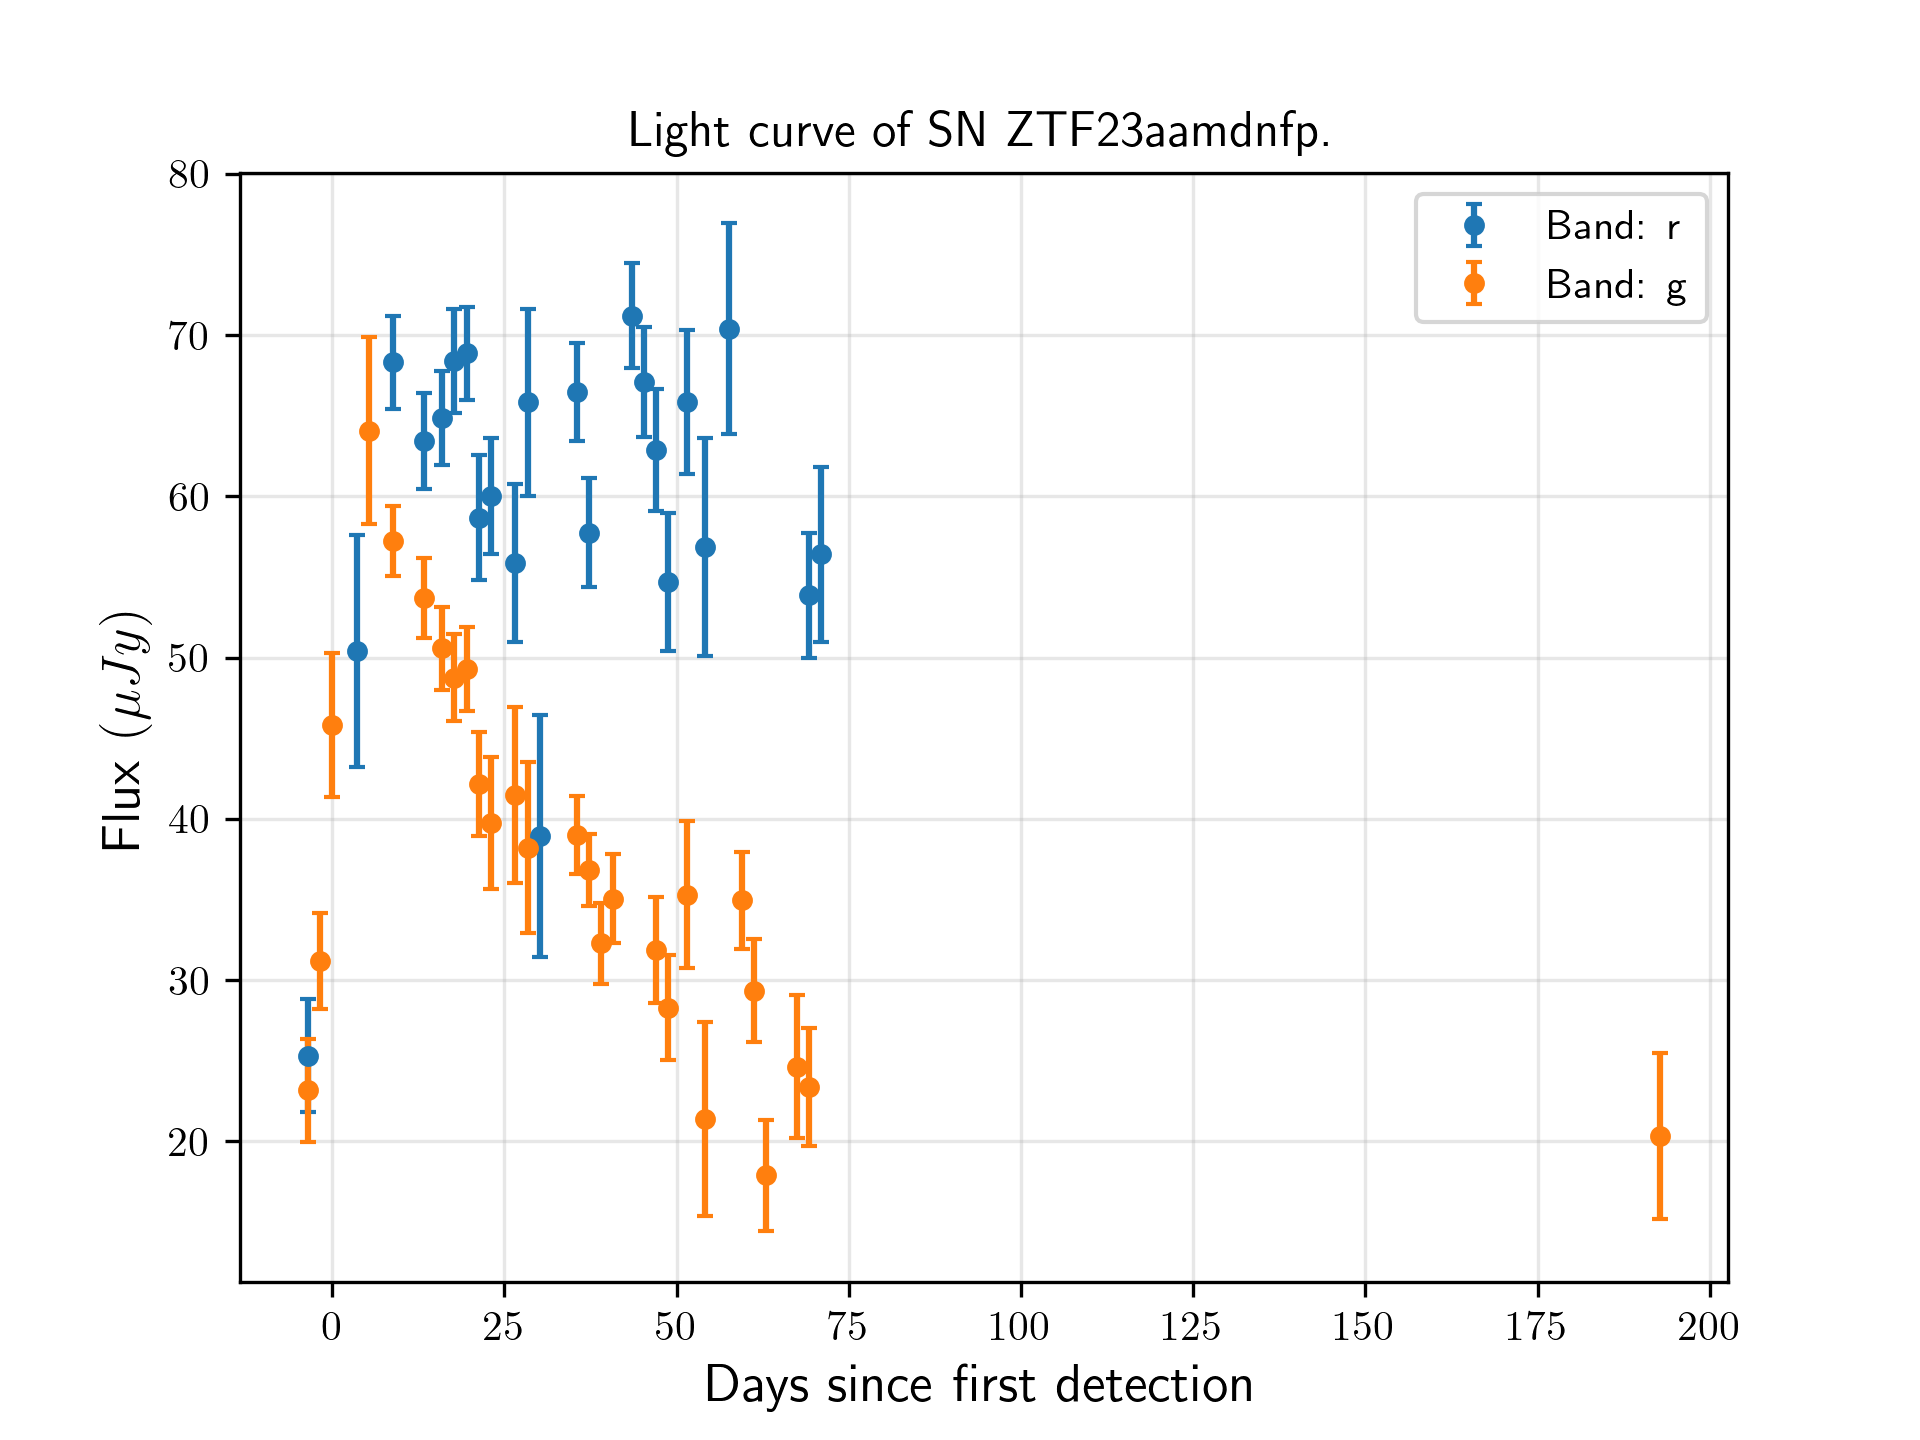 Light curve of SN ZTF23aamdnfp.
80
70
60
50
40
30
20
Flux (μJy)
Band: r
Band: g
0 25 50 75 100 125 150 175 200
Days since first detection